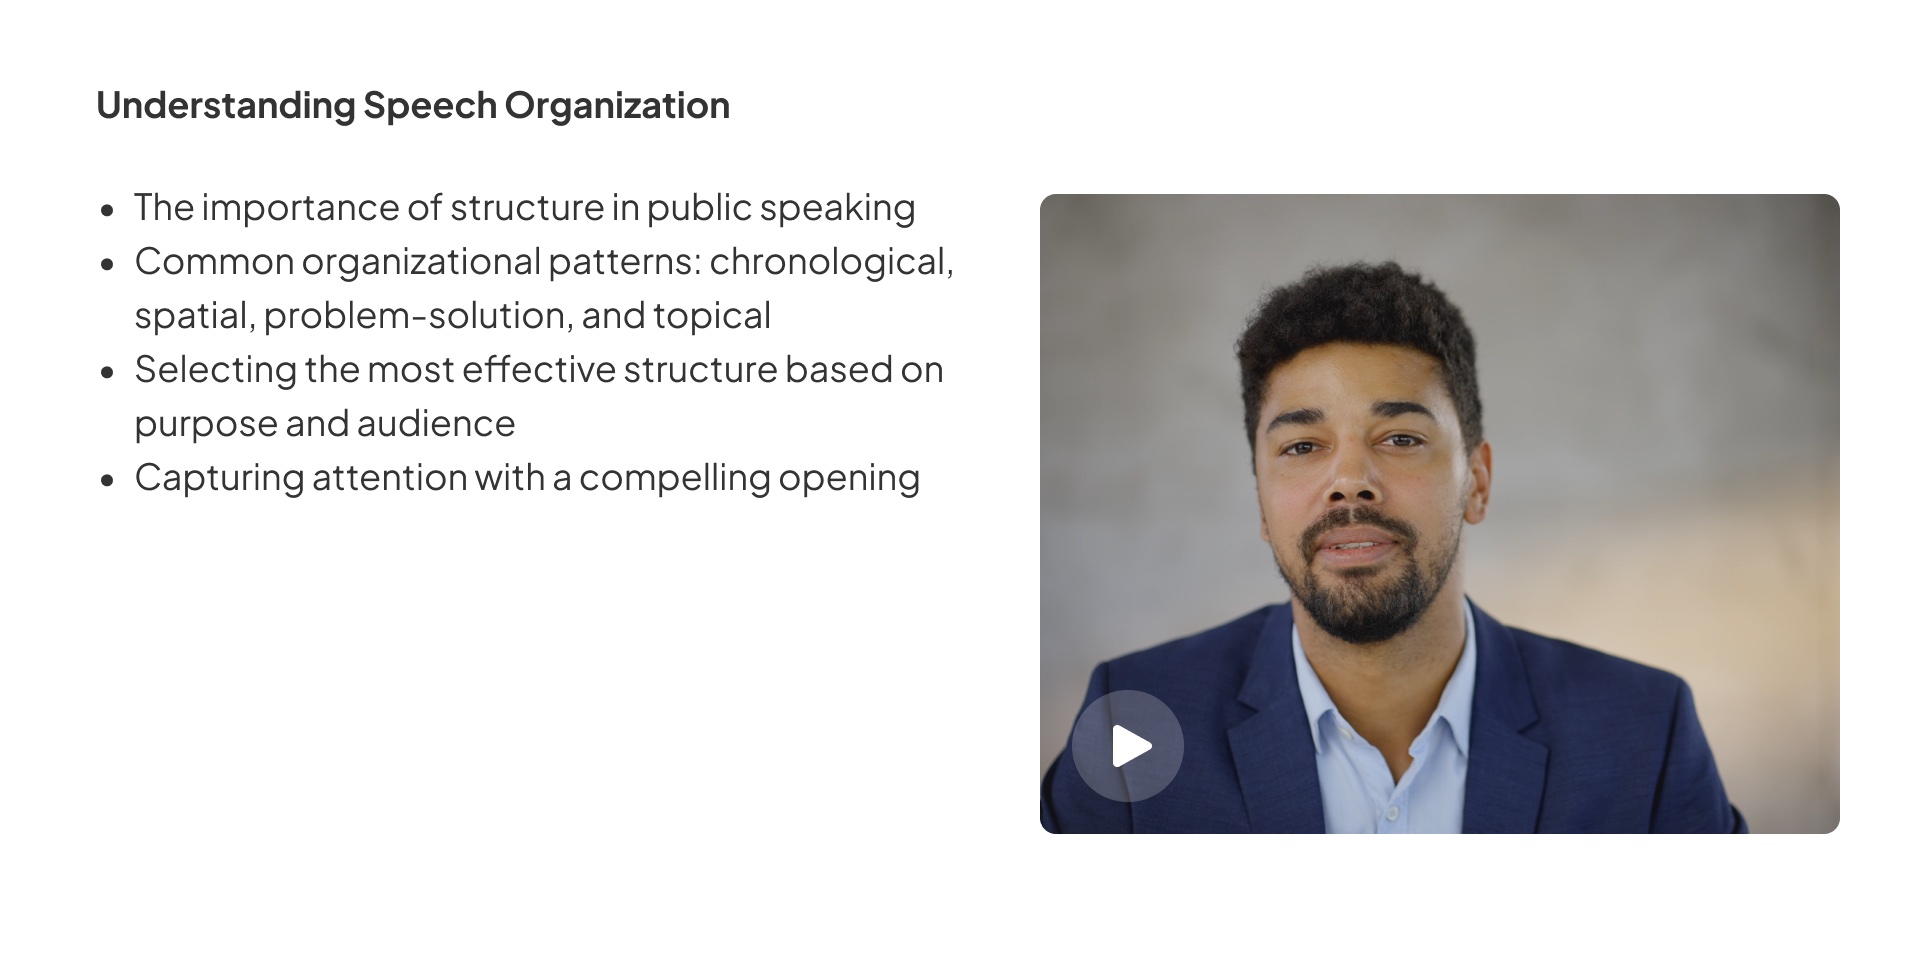 Understanding Speech Organization
• The importance of structure in public speaking
• Common organizational patterns: chronological,
spatial, problem-solution, and topical
• Selecting the most effective structure based on
purpose and audience
• Capturing attention with a compelling opening